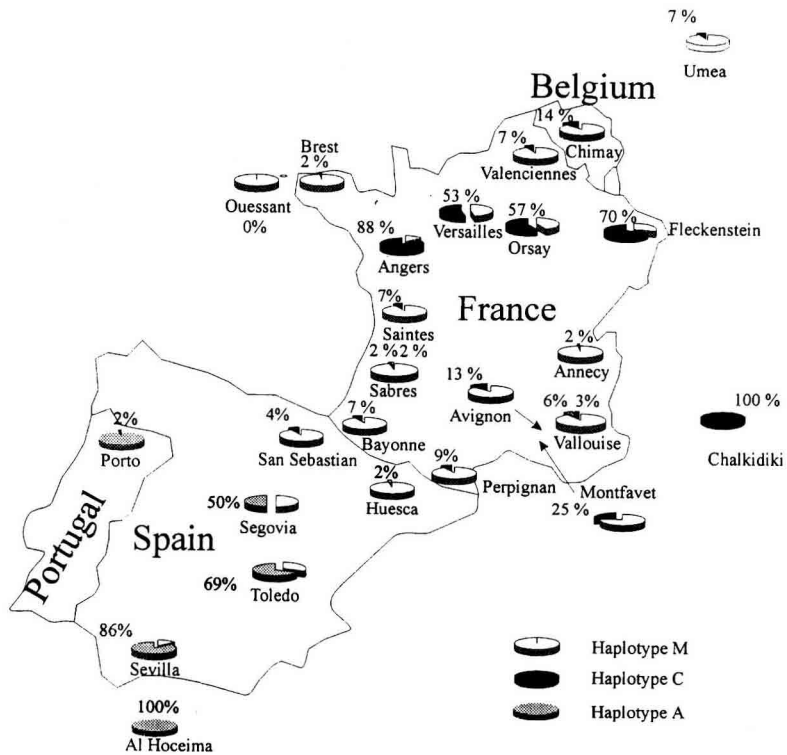 7 %
Umea
Belgium
14 %
Chimay
7 %
Valenciennes
Brest
2 %
Ouessant
0%
53 %
Versailles
57 %
Orsay
70 %
Fleckenstein
88 %
Angers
7%
Saintes
France
2 % 2 %
Sabres
2 %
Annecy
13 %
Avignon
6% 3%
Vallouise
100 %
Chalkidiki
2%
Porto
4%
San Sebastian
7 %
Bayonne
9%
Perpignan
2%
Huesca
Montfavet
25 %
50%
Segovia
Portugal
Spain
69%
Toledo
86%
Sevilla
100%
Al Hoceima
Haplotype M
Haplotype C
Haplotype A